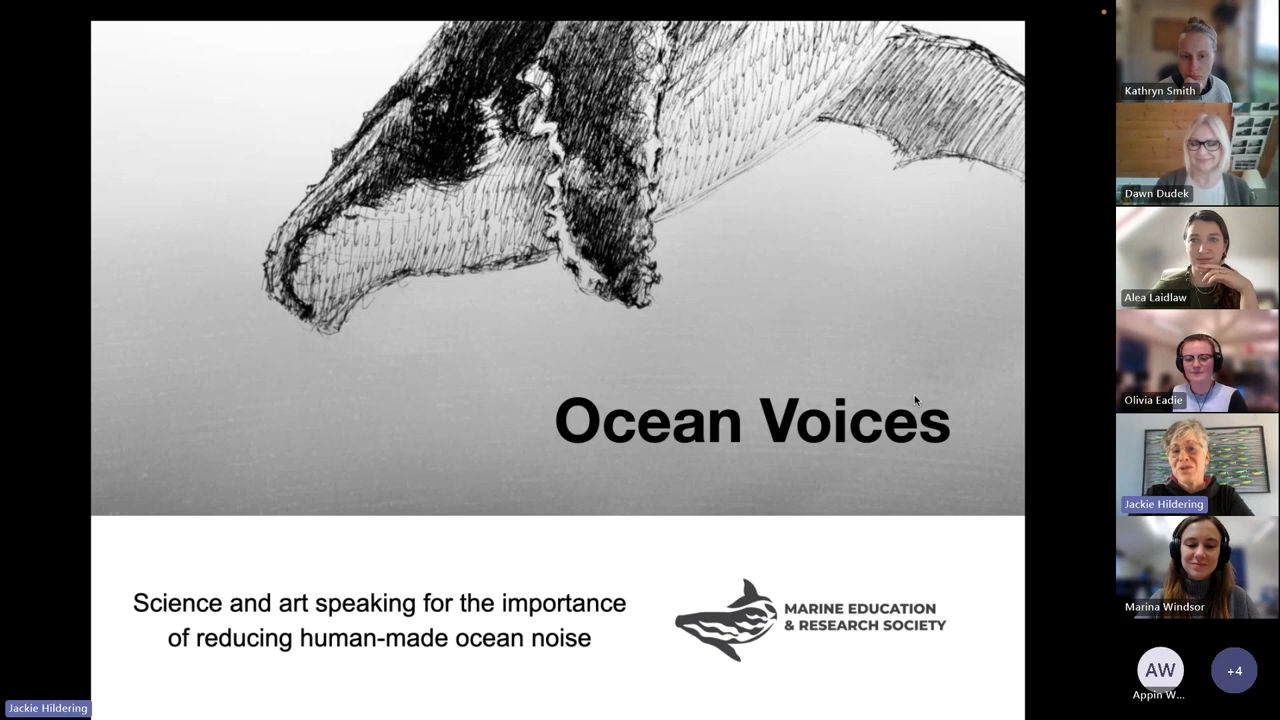 Ocean Voices
Science and art speaking for the importance
of reducing human-made ocean noise
MARINE EDUCATION
& RESEARCH SOCIETY
Jackie Hildering
Kathryn Smith
Dawn Dudek
Alea Laidlaw
Olivia Eadie
Jackie Hildering
Marina Windsor
AW
+4
Appin W...